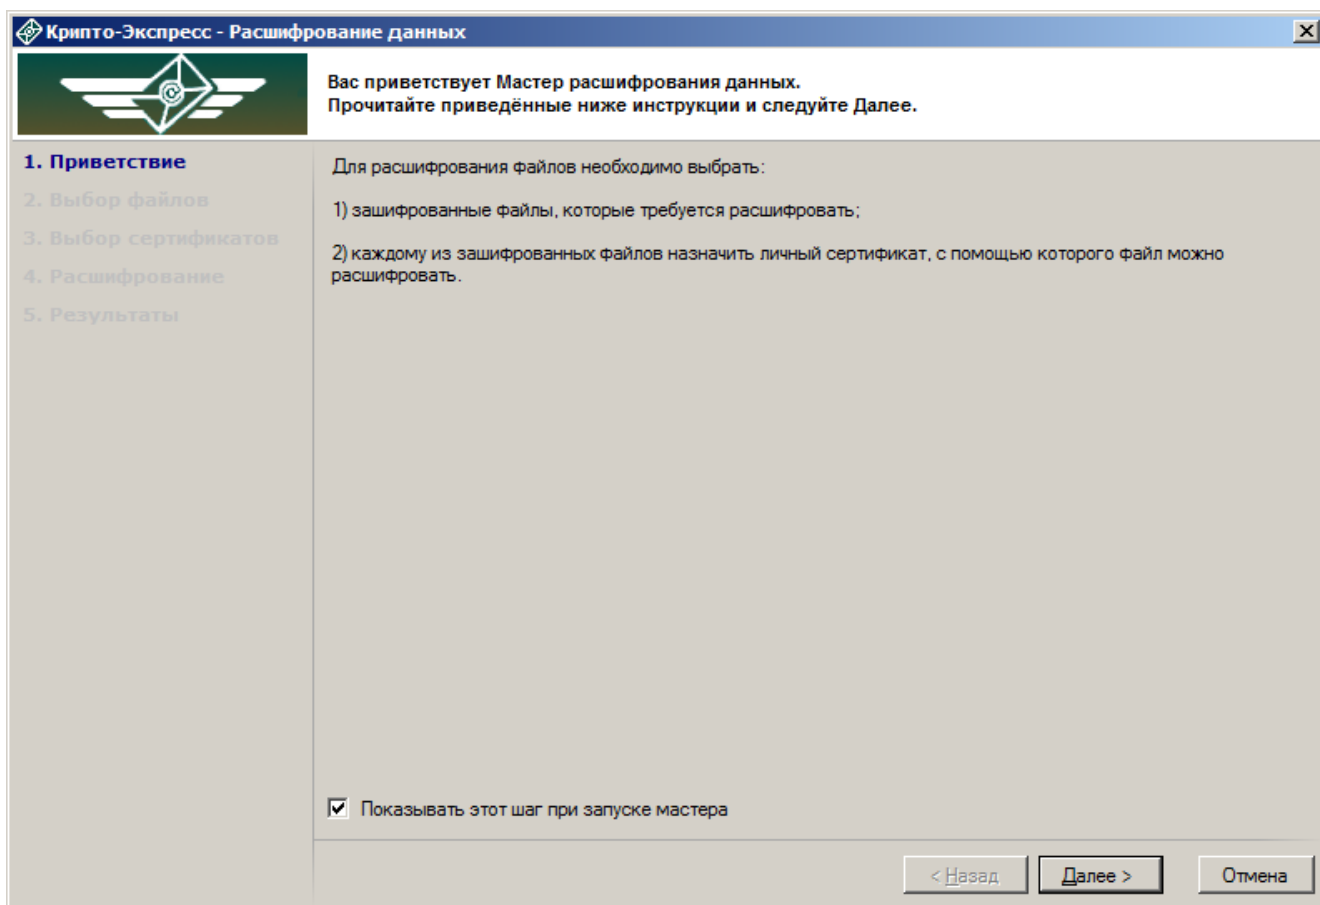 Крипто-Экспресс - Расшифрование данных
Вас приветствует Мастер расшифрования данных.
Прочитайте приведённые ниже инструкции и следуйте Далее.
1. Приветствие
2. Выбор файлов
3. Выбор сертификатов
4. Расшифрование
5. Результаты
Для расшифрования файлов необходимо выбрать:
1) зашифрованные файлы, которые требуется расшифровать;
2) каждому из зашифрованных файлов назначить личный сертификат, с помощью которого файл можно
расшифровать.
Показывать этот шаг при запуске мастера
< Назад
Далее >
Отмена